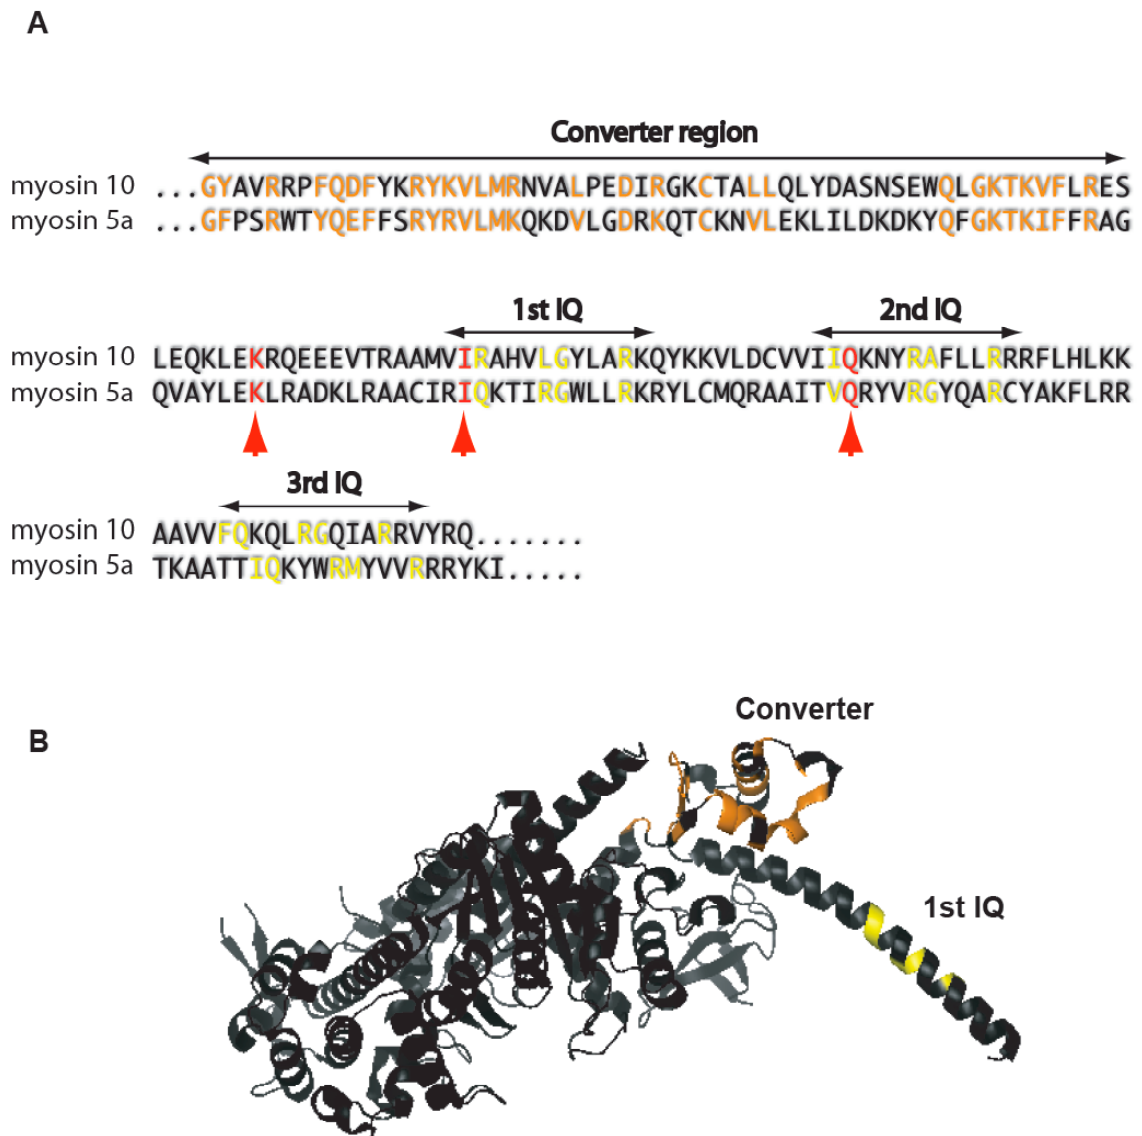 A
Converter region
myosin 10 ...GYAVRRPFQDFYKRYKVLMRNVALPEDIRGKCTALLQLYDASNSEWQLGKTKVFLRES
myosin 5a ...GFPSRWTYQEFFSRYRVLMKQKDVLGDRKQTCKNVLEKLILDKDKYQFGKTKIFFRAG
1st IQ 2nd IQ
myosin 10 LEQKLEKRQEEEVTRAAMVIRAHVLGYLARKQYKKVLDCVVIIQKNYRAFLLRRRFLHLKK
myosin 5a QVAYLEKLRADKLRAACIRIQKTIRGWLLRKRYLCMQRAAITVQRYVRGYQARCYAKFLRR
3rd IQ
myosin 10 AAVVFQKQLRGQIARRVYRQ.......
myosin 5a TKAATTIQKYWRMYVVRRRYKI.....
B
Converter
1st IQ